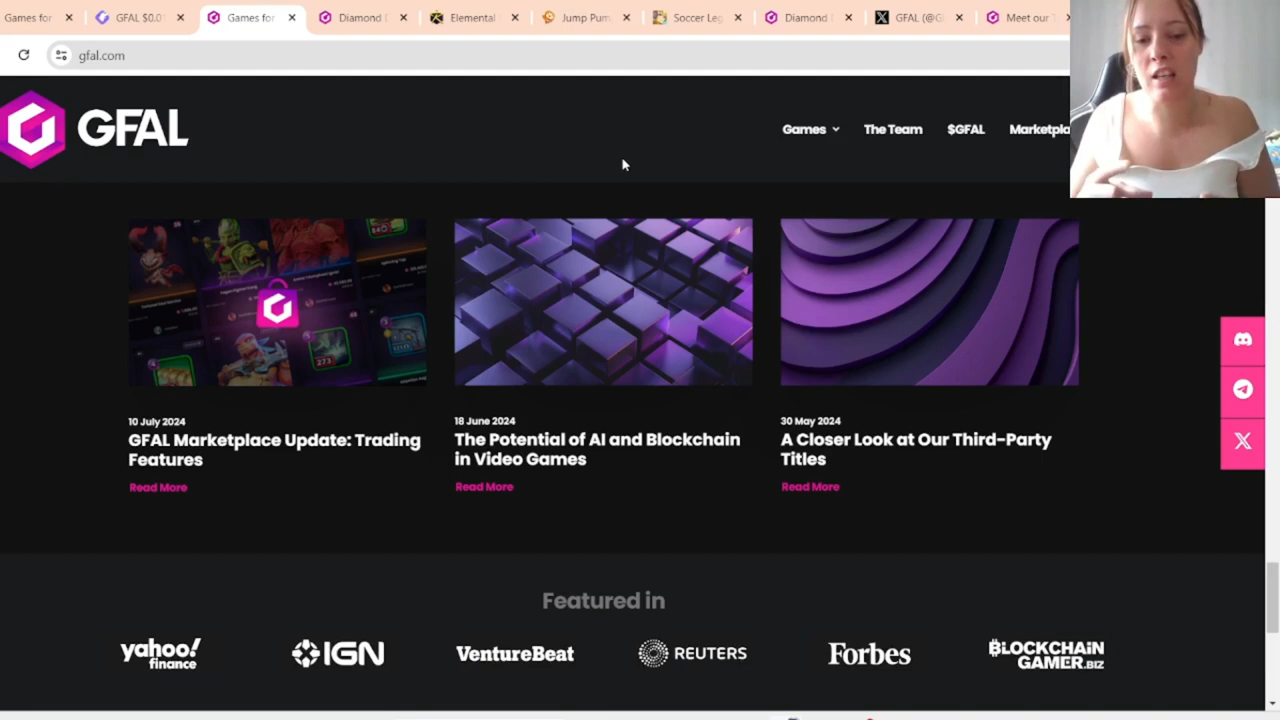 Games for
GFAL $0.01
Games for
Diamond
Elemental
Jump Pum
Soccer Leg
Diamond
GFAL (@G
Meet our
gfal.com
GFAL
Games
The Team
$GFAL
Marketpla
10 July 2024
GFAL Marketplace Update: Trading
Features
Read More
18 June 2024
The Potential of AI and Blockchain
in Video Games
Read More
30 May 2024
A Closer Look at Our Third-Party
Titles
Read More
Featured in
yahoo!
finance
IGN
VentureBeat
REUTERS
Forbes
BLOCKCHAiN
GAMER.BIZ